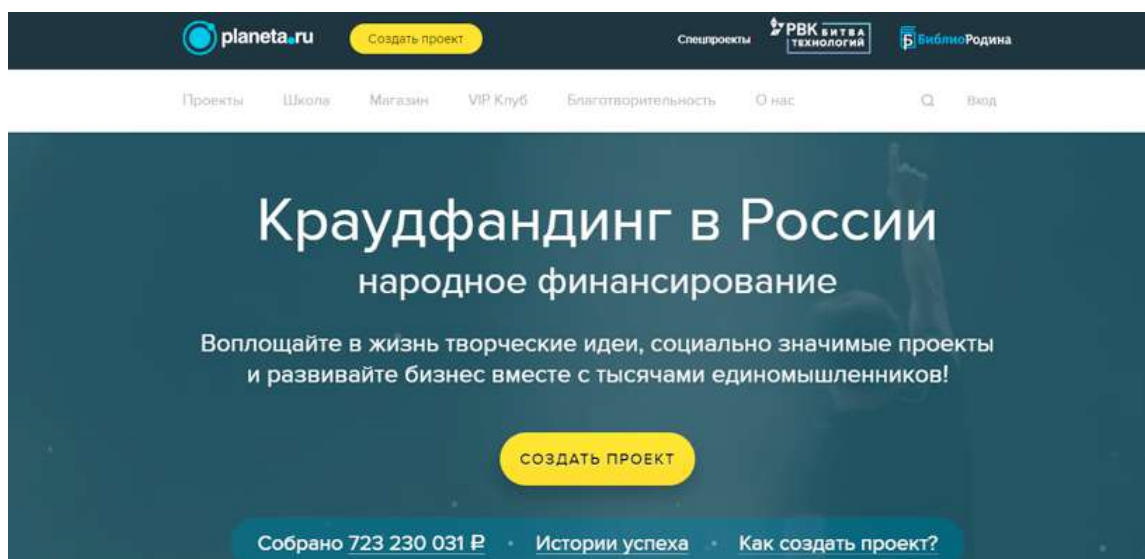 planeta.ru
Создать проект
Спецпроекты
РВК БИТВА
ТЕХНОЛОГИЙ
Б БиблиоРодина
Проекты Школа Магазин VIP Клуб Благотворительность О нас Вход
Краудфандинг в России
народное финансирование
Воплощайте в жизнь творческие идеи, социально значимые проекты
и развивайте бизнес вместе с тысячами единомышленников!
СОЗДАТЬ ПРОЕКТ
Собрано 723 230 031 ₽ • Истории успеха • Как создать проект?